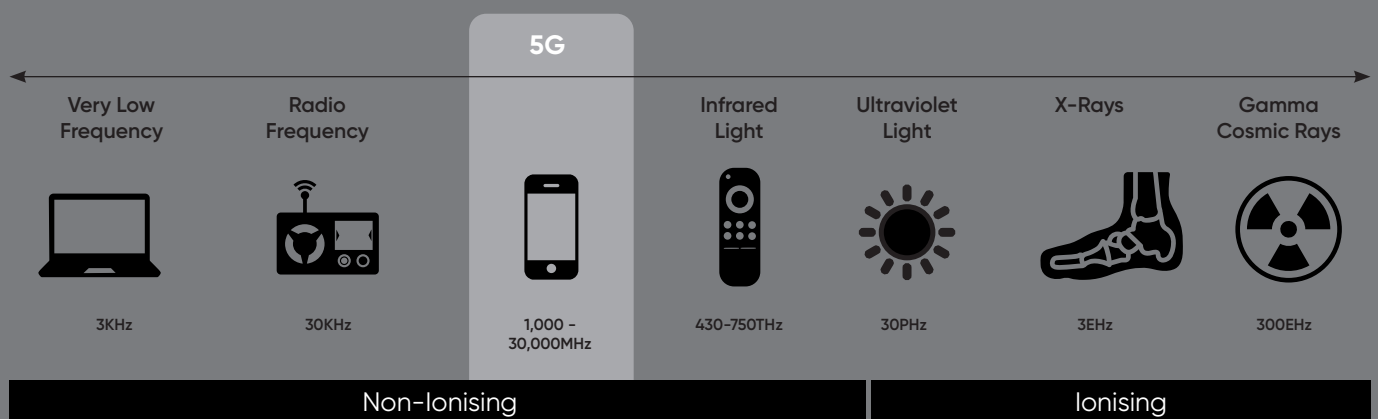 5G
Very Low
Frequency
Radio
Frequency
Infrared
Light
Ultraviolet
Light
X-Rays
Gamma
Cosmic Rays
3KHz
30KHz
1,000 -
30,000MHz
430-750THz
30PHz
3EHz
300EHz
Non-Ionising
Ionising